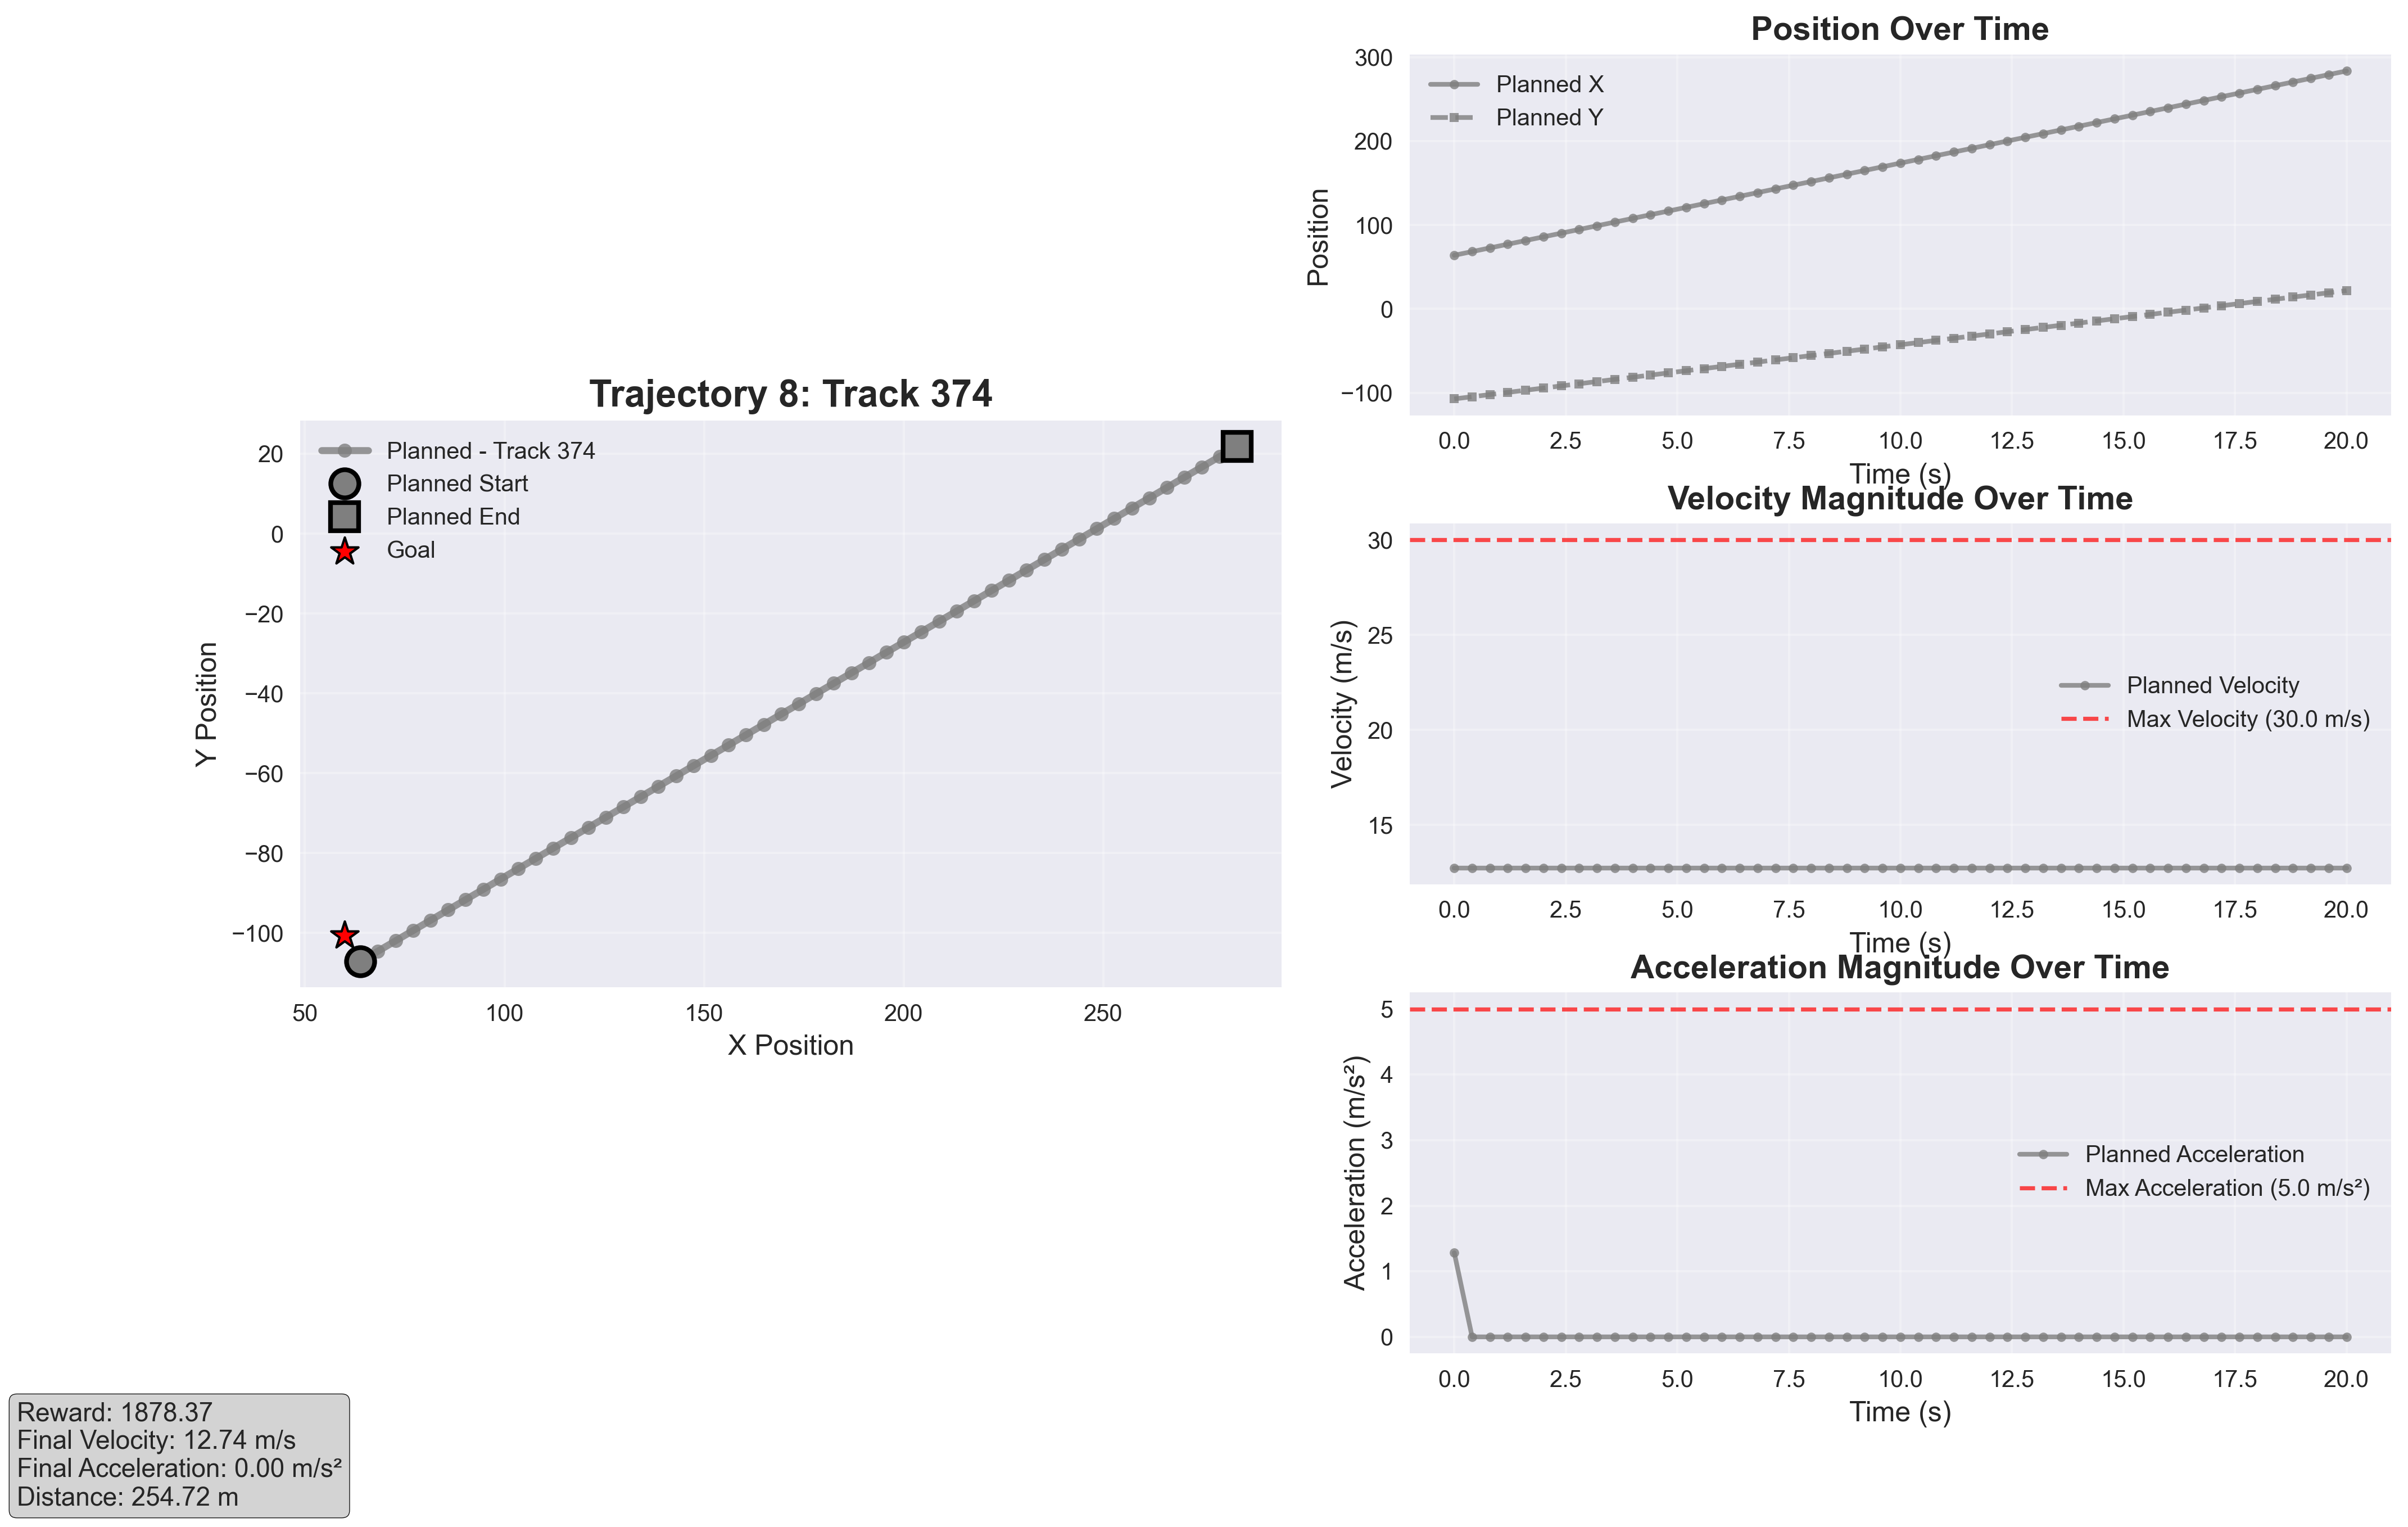 Trajectory 8: Track 374
Planned - Track 374
Planned Start
Planned End
Goal
20
0
−20
−40
−60
−80
−100
Y Position
50
100
150
200
250
X Position
Position Over Time
Planned X
Planned Y
300
200
100
0
−100
Position
0.0
2.5
5.0
7.5
10.0
12.5
15.0
17.5
20.0
Time (s)
Velocity Magnitude Over Time
30
25
20
15
Velocity (m/s)
Planned Velocity
Max Velocity (30.0 m/s)
0.0
2.5
5.0
7.5
10.0
12.5
15.0
17.5
20.0
Time (s)
Acceleration Magnitude Over Time
5
4
3
2
1
0
Acceleration (m/s²)
Planned Acceleration
Max Acceleration (5.0 m/s²)
0.0
2.5
5.0
7.5
10.0
12.5
15.0
17.5
20.0
Time (s)
Reward: 1878.37
Final Velocity: 12.74 m/s
Final Acceleration: 0.00 m/s²
Distance: 254.72 m